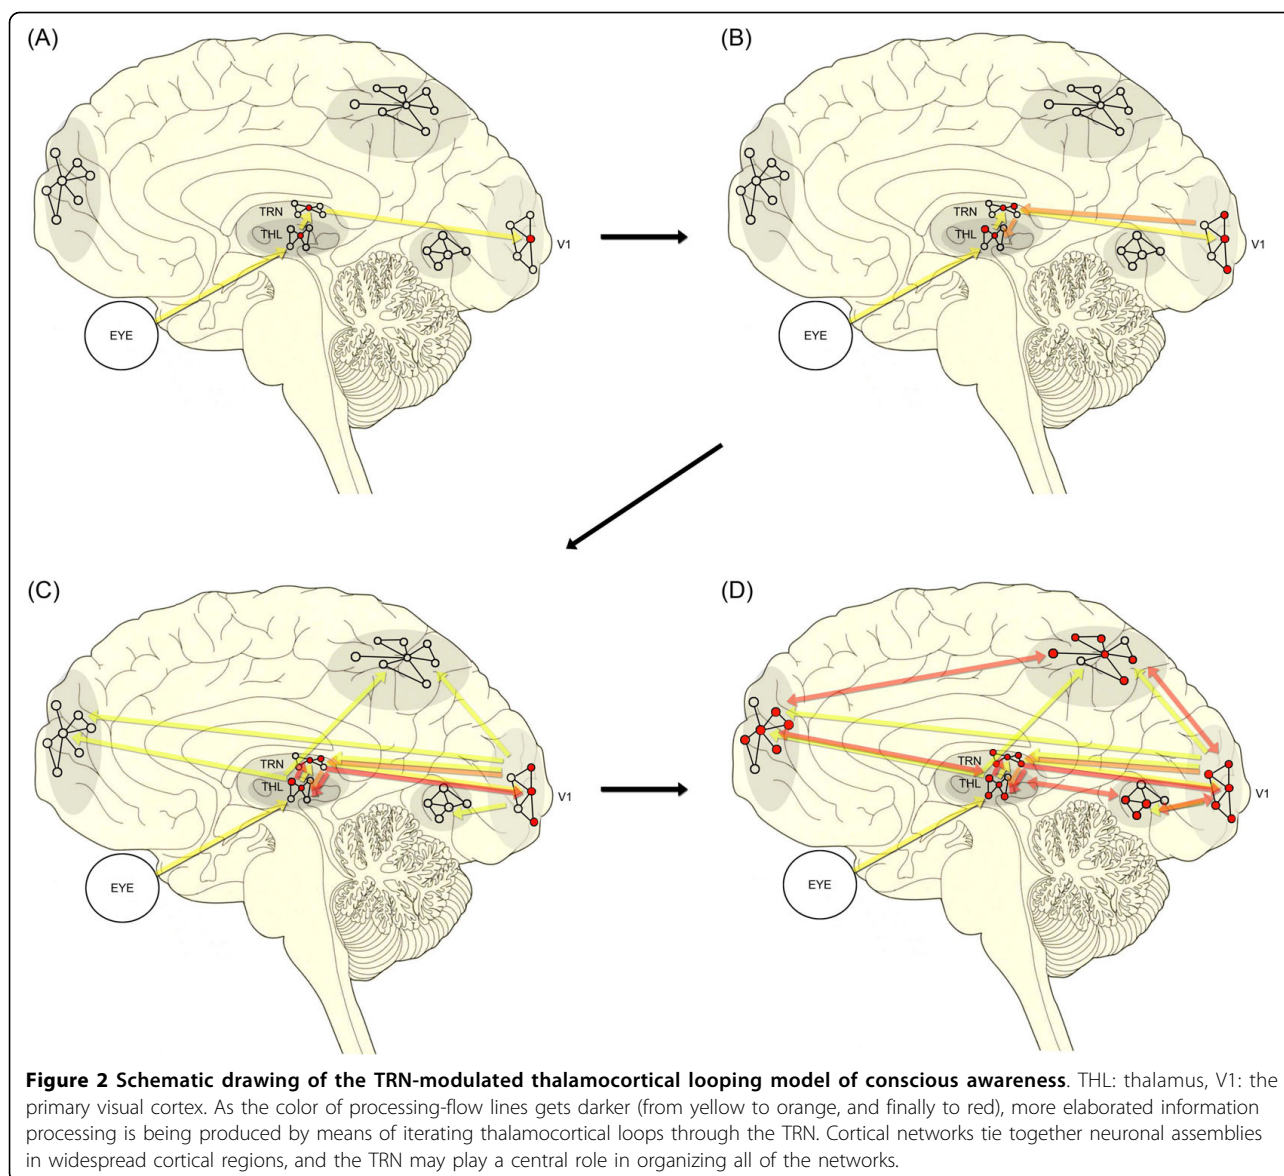 (A)
TRN
THL
V1
EYE
(B)
TRN
THL
V1
EYE
(C)
TRN
THL
V1
EYE
(D)
TRN
THL
V1
EYE
Figure 2 Schematic drawing of the TRN-modulated thalamocortical looping model of conscious awareness. THL: thalamus, V1: the
primary visual cortex. As the color of processing-flow lines gets darker (from yellow to orange, and finally to red), more elaborated information
processing is being produced by means of iterating thalamocortical loops through the TRN. Cortical networks tie together neuronal assemblies
in widespread cortical regions, and the TRN may play a central role in organizing all of the networks.